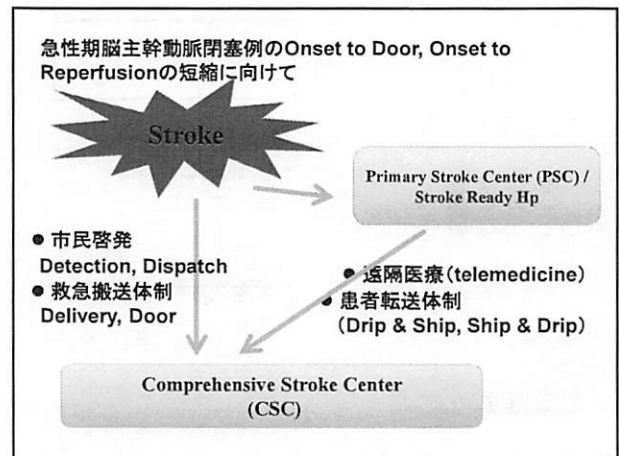 急性期脳主幹動脈閉塞例のOnset to Door, Onset to
Reperfusionの短縮に向けて
Stroke
Primary Stroke Center (PSC) /
Stroke Ready Hp
● 市民啓発
Detection, Dispatch
● 救急搬送体制
Delivery, Door
● 遠隔医療(telemedicine)
● 患者転送体制
(Drip & Ship, Ship & Drip)
Comprehensive Stroke Center
(CSC)